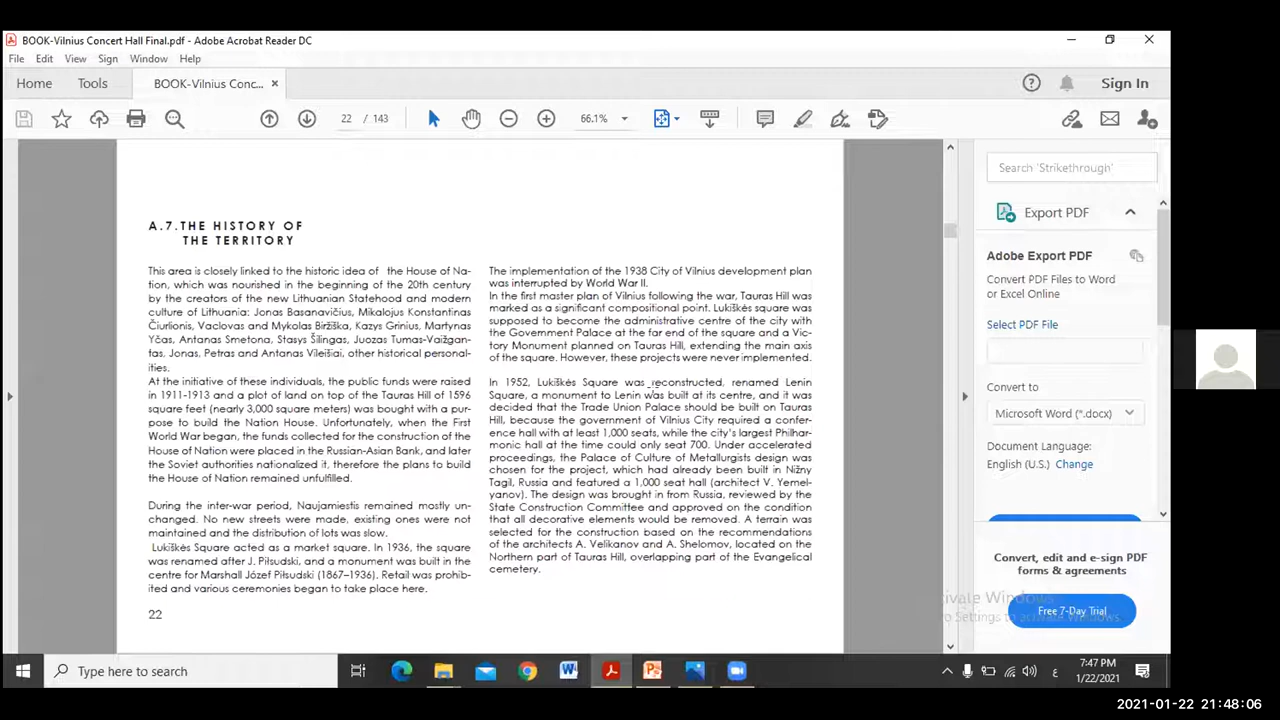 BOOK-Vilnius Concert Hall Final.pdf - Adobe Acrobat Reader DC
File Edit View Sign Window Help
Home Tools BOOK-Vilnius Conc... × Sign In
22 / 143 66.1%
Search 'Strikethrough'
Export PDF
Adobe Export PDF
Convert PDF Files to Word
or Excel Online
Select PDF File
Convert to
Microsoft Word (*.docx)
Document Language:
English (U.S.) Change
Convert, edit and e-sign PDF
forms & agreements
Free 7-Day Trial
A.7.THE HISTORY OF
THE TERRITORY
This area is closely linked to the historic idea of the House of Na-
tion, which was nourished in the beginning of the 20th century
by the creators of the new Lithuanian Statehood and modern
culture of Lithuania: Jonas Basanavičius, Mikalojus Konstantinas
Čiurlionis, Vaclovas and Mykolas Biržiška, Kazys Grinius, Martynas
Yčas, Antanas Smetona, Stasys Šilingas, Juozas Tumas-Vaižgan-
tas, Jonas, Petras and Antanas Vileišiai, other historical personal-
ities.
At the initiative of these individuals, the public funds were raised
in 1911-1913 and a plot of land on top of the Tauras Hill of 1596
square feet (nearly 3,000 square meters) was bought with a pur-
pose to build the Nation House. Unfortunately, when the First
World War began, the funds collected for the construction of the
House of Nation were placed in the Russian-Asian Bank, and later
the Soviet authorities nationalized it, therefore the plans to build
the House of Nation remained unfulfilled.
During the inter-war period, Naujamiestis remained mostly un-
changed. No new streets were made, existing ones were not
maintained and the distribution of lots was slow.
Lukiškės Square acted as a market square. In 1936, the square
was renamed after J. Piłsudski, and a monument was built in the
centre for Marshall Józef Piłsudski (1867–1936). Retail was prohib-
ited and various ceremonies began to take place here.
22
The implementation of the 1938 City of Vilnius development plan
was interrupted by World War II.
In the first master plan of Vilnius following the war, Tauras Hill was
marked as a significant compositional point. Lukiškės square was
supposed to become the administrative centre of the city with
the Government Palace at the far end of the square and a Vic-
tory Monument planned on Tauras Hill, extending the main axis
of the square. However, these projects were never implemented.
In 1952, Lukiškės Square was reconstructed, renamed Lenin
Square, a monument to Lenin was built at its centre, and it was
decided that the Trade Union Palace should be built on Tauras
Hill, because the government of Vilnius City required a confer-
ence hall with at least 1,000 seats, while the city's largest Philhar-
monic hall at the time could only seat 700. Under accelerated
proceedings, the Palace of Culture of Metallurgists design was
chosen for the project, which had already been built in Nižny
Tagil, Russia and featured a 1,000 seat hall (architect V. Yemel-
yanov). The design was brought in from Russia, reviewed by the
State Construction Committee and approved on the condition
that all decorative elements would be removed. A terrain was
selected for the construction based on the recommendations
of the architects A. Velikanov and A. Shelomov, located on the
Northern part of Tauras Hill, overlapping part of the Evangelical
cemetery.
Type here to search
ع
7:47 PM
1/22/2021
2021-01-22 21:48:06